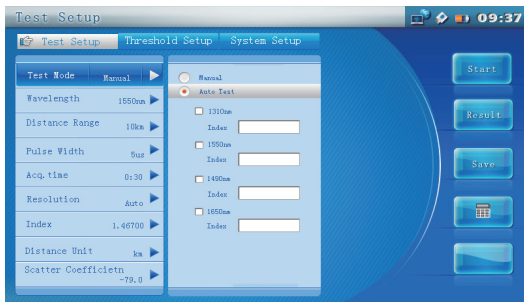 Test Setup
09:37
Test Setup Threshold Setup System Setup
Test Mode Manual
Wavelength 1550nm
Distance Range 10km
Pulse Width 5us
Acq.time 0:30
Resolution Auto
Index 1.46700
Distance Unit km
Scatter Coefficietn
-79.0
Manual
Auto Test
1310nm
Index
1550nm
Index
1490nm
Index
1650nm
Index
Start
Result
Save